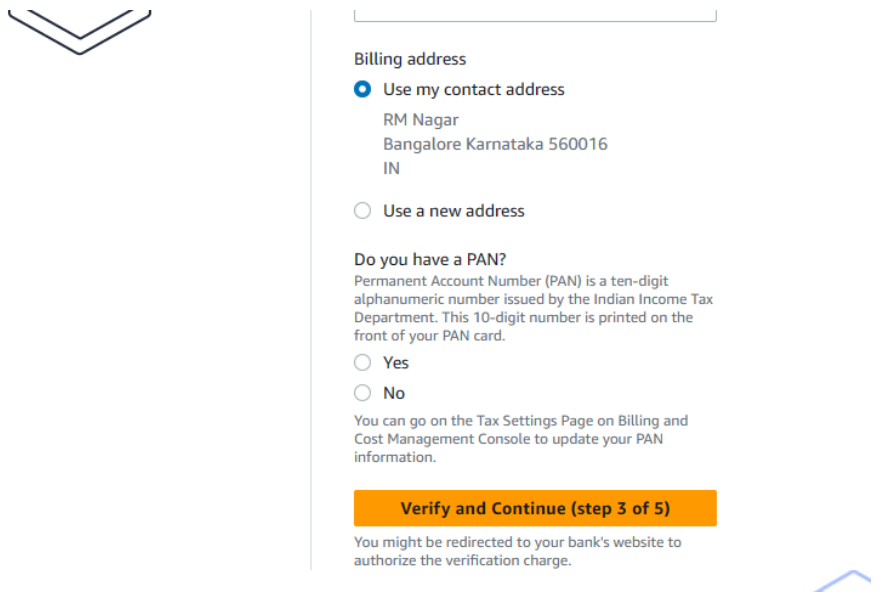 Billing address
Use my contact address
RM Nagar
Bangalore Karnataka 560016
IN
Use a new address
Do you have a PAN?
Permanent Account Number (PAN) is a ten-digit
alphanumeric number issued by the Indian Income Tax
Department. This 10-digit number is printed on the
front of your PAN card.
Yes
No
You can go on the Tax Settings Page on Billing and
Cost Management Console to update your PAN
information.
Verify and Continue (step 3 of 5)
You might be redirected to your bank's website to
authorize the verification charge.